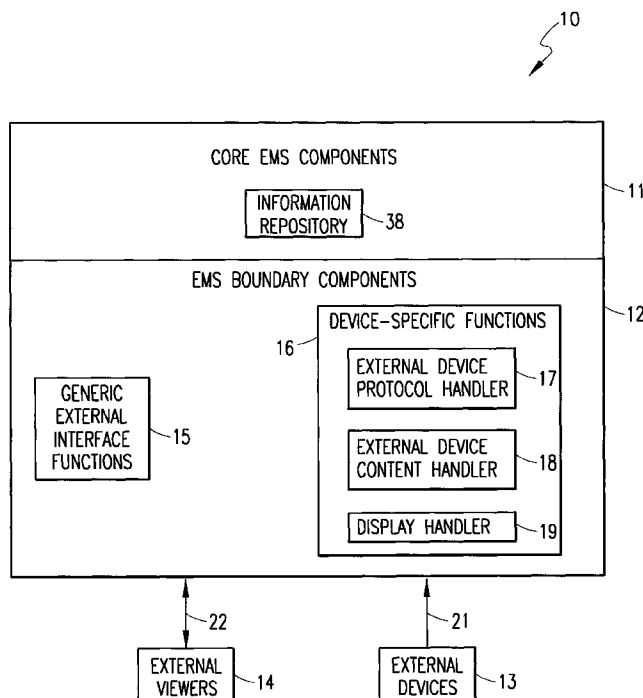 10
CORE EMS COMPONENTS
11
INFORMATION
REPOSITORY
38
EMS BOUNDARY COMPONENTS
12
DEVICE-SPECIFIC FUNCTIONS
16
EXTERNAL DEVICE
PROTOCOL HANDLER
17
GENERIC
EXTERNAL
INTERFACE
FUNCTIONS
15
EXTERNAL DEVICE
CONTENT HANDLER
18
DISPLAY HANDLER
19
22
21
EXTERNAL
VIEWERS
14
EXTERNAL
DEVICES
13